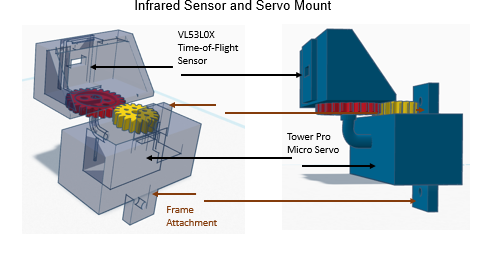 Infrared Sensor and Servo Mount
VL53L0X
Time-of-Flight
Sensor
Tower Pro
Micro Servo
Frame
Attachment